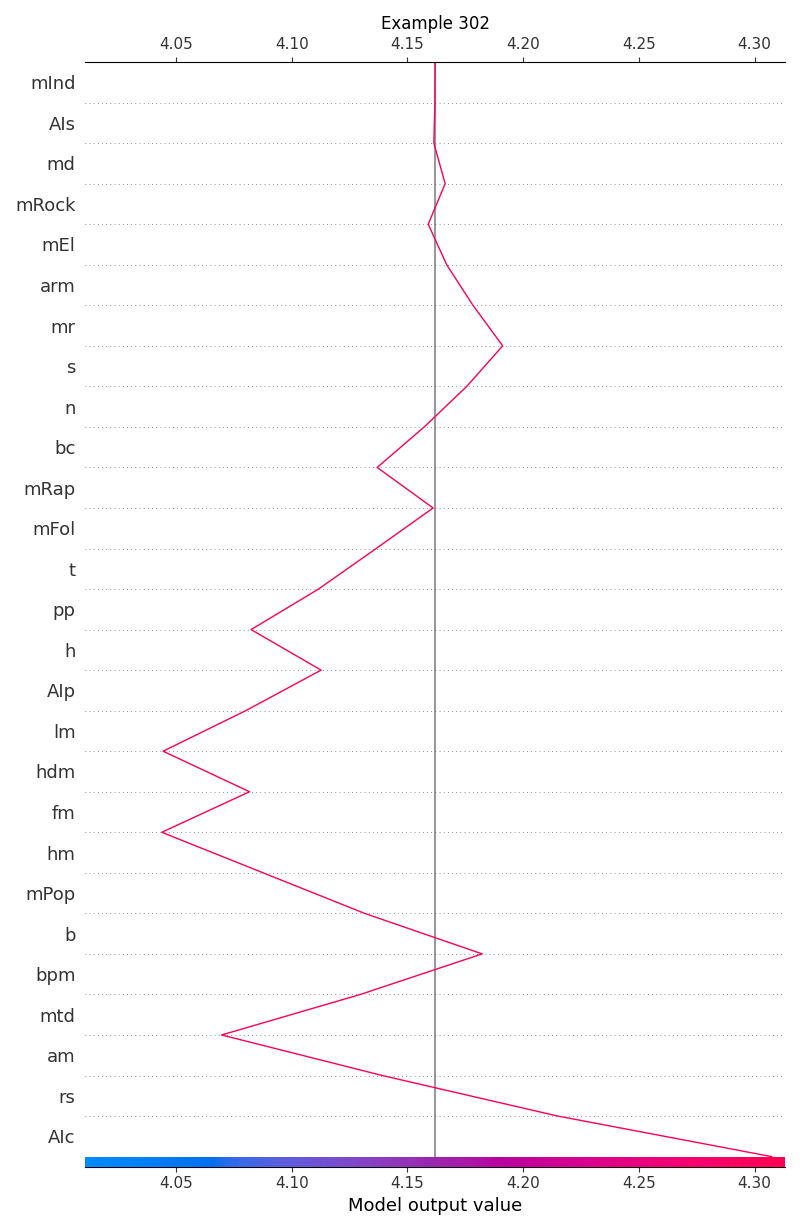 Example 302
4.05 4.10 4.15 4.20 4.25 4.30
mInd
AIs
md
mRock
mEl
arm
mr
s
n
bc
mRap
mFol
t
pp
h
AIp
lm
hdm
fm
hm
mPop
b
bpm
mtd
am
rs
AIc
4.05 4.10 4.15 4.20 4.25 4.30
Model output value